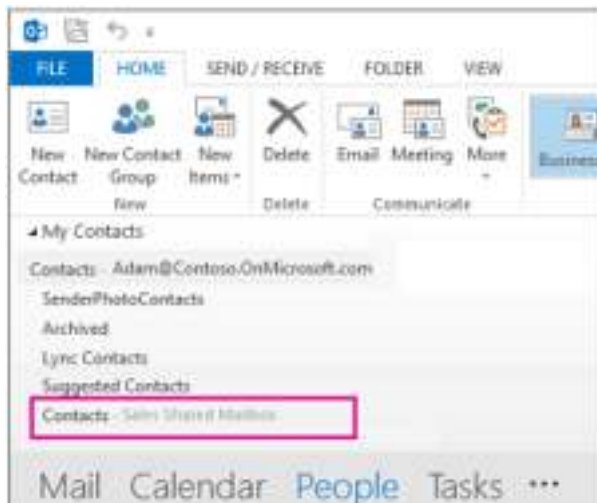 FILE HOME SEND / RECEIVE FOLDER VIEW
New Contact New Contact Group New Items Delete Email Meeting More Business
New Delete Communicate
My Contacts
Contacts - Adam@Contoso.OnMicrosoft.com
SenderPhotoContacts
Archived
Lync Contacts
Suggested Contacts
Contacts - Sales Shared Mailbox
Mail Calendar People Tasks ...